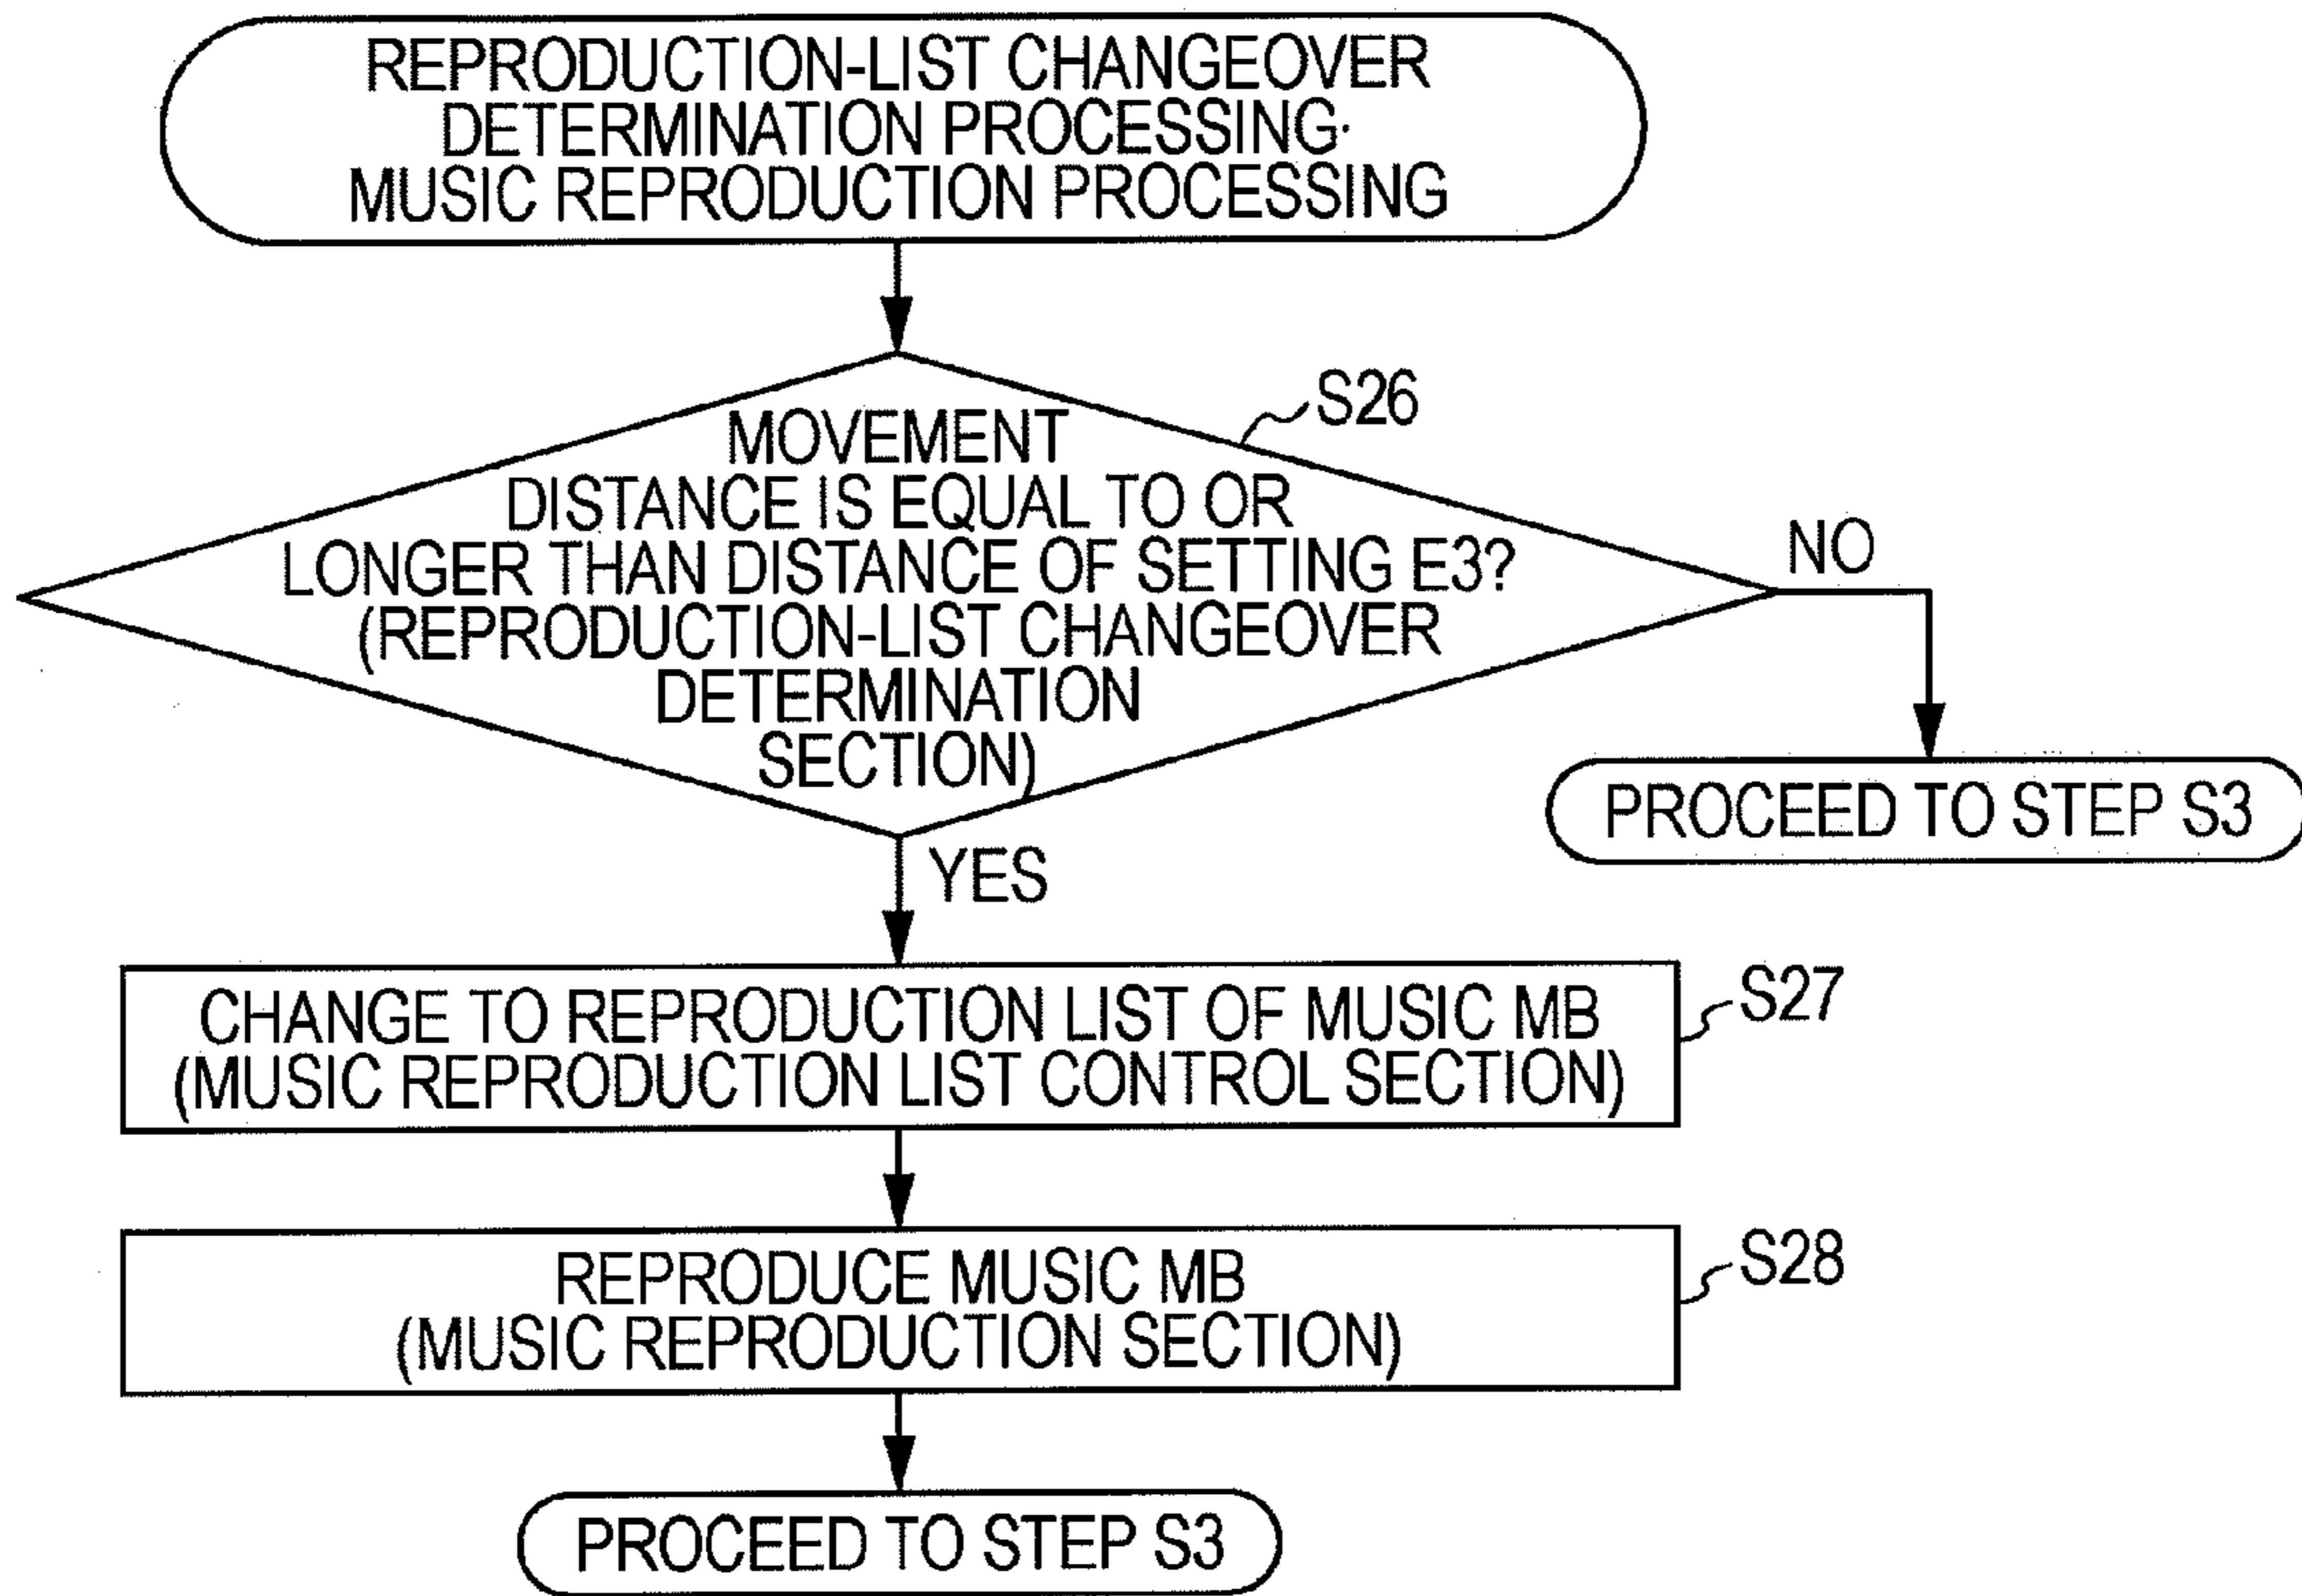 REPRODUCTION-LIST CHANGEOVER
DETERMINATION PROCESSING·
MUSIC REPRODUCTION PROCESSING
S26
MOVEMENT
DISTANCE IS EQUAL TO OR
LONGER THAN DISTANCE OF SETTING E3?
(REPRODUCTION-LIST CHANGEOVER
DETERMINATION
SECTION)
NO
PROCEED TO STEP S3
YES
CHANGE TO REPRODUCTION LIST OF MUSIC MB
(MUSIC REPRODUCTION LIST CONTROL SECTION)
S27
REPRODUCE MUSIC MB
(MUSIC REPRODUCTION SECTION)
S28
PROCEED TO STEP S3